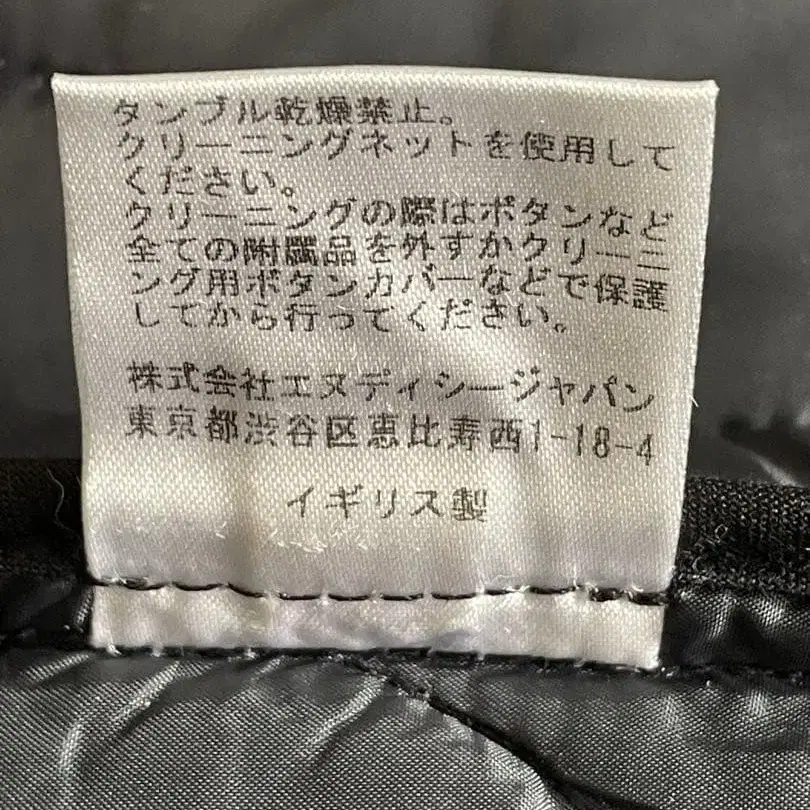 タンブル乾燥禁止。
クリーニングネットを使用して
ください。
クリーニングの際はボタンなど
全ての附属品を外すかクリーニ
ング用ボタンカバーなどで保護
してから行ってください。
株式会社エヌディシージャパン
東京都渋谷区恵比寿西1-18-4
イギリス製